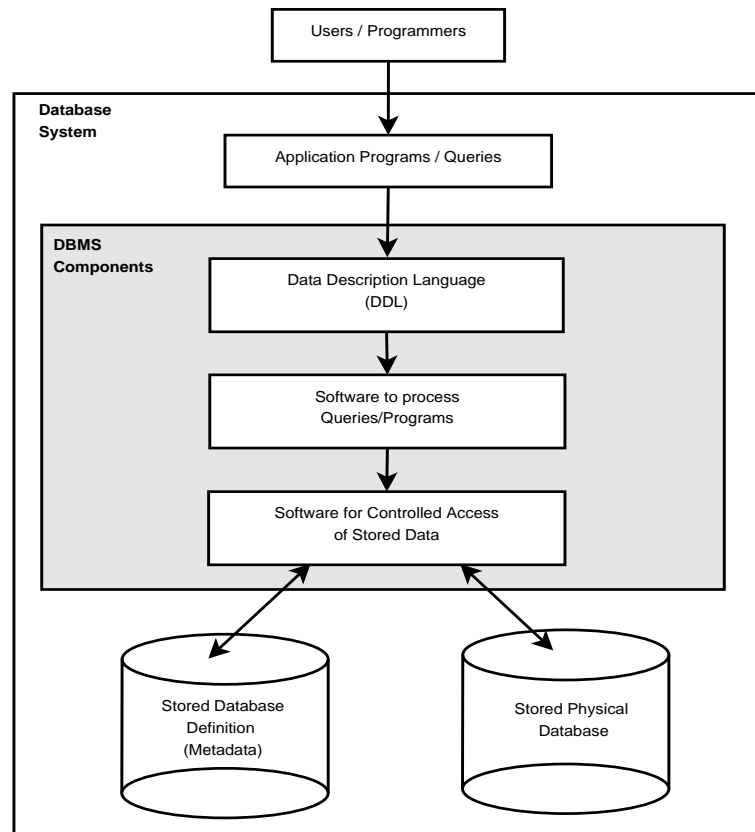 Users / Programmers
Database
System
Application Programs / Queries
DBMS
Components
Data Description Language
(DDL)
Software to process
Queries/Programs
Software for Controlled Access
of Stored Data
Stored Database
Definition
(Metadata)
Stored Physical
Database